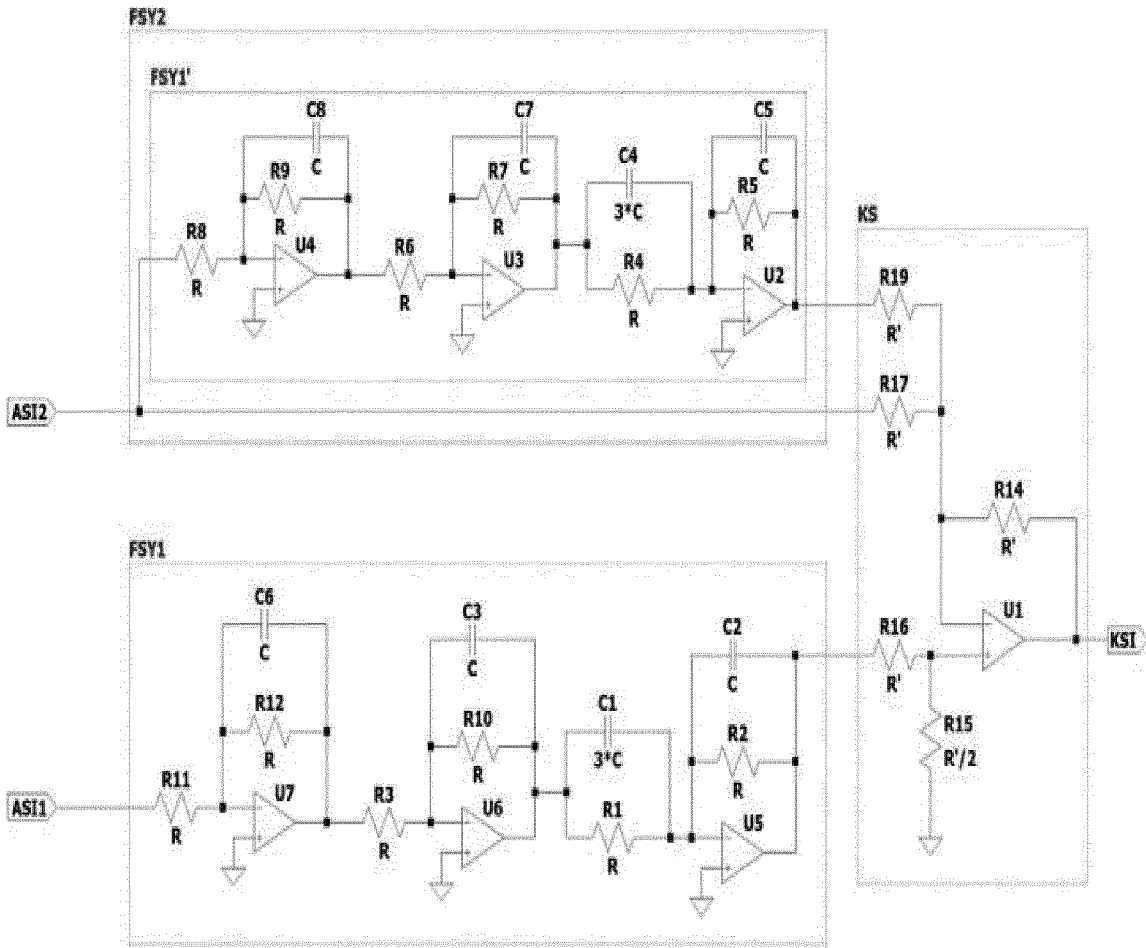 FSY2
FSY1'
C8
C
R9
R
U4
R8
R
C7
C
R7
R
U3
R6
R
C4
3*C
R4
R
C5
C
R5
R
U2
KS
R19
R'
ASI2
R17
R'
R14
R'
U1
KSI
R16
R'
R15
R'/2
FSY1
C6
C
R12
R
U7
ASI1
R11
R
C3
C
R10
R
U6
R3
R
C1
3*C
R1
R
C2
C
R2
R
U5